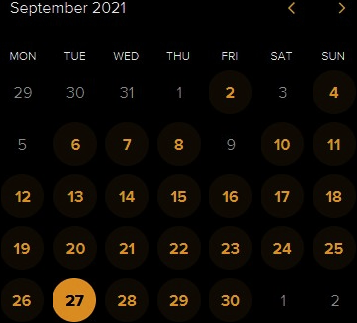 September 2021
MON TUE WED THU FRI SAT SUN
29 30 31 1 2 3 4
5 6 7 8 9 10 11
12 13 14 15 16 17 18
19 20 21 22 23 24 25
26 27 28 29 30 1 2